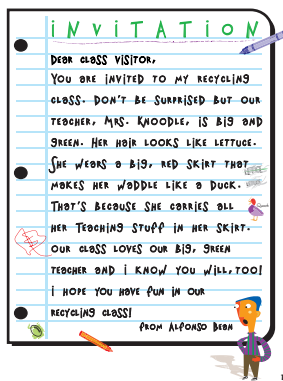 INVITATION
DEAR CLASS VISITOR,
YOU ARE INVITED TO MY RECYCLING
CLASS. DON'T BE SURPRISED BUT OUR
TEACHER, MRS. KNOODLE, IS BIG AND
GREEN. HER HAIR LOOKS LIKE LETTUCE.
SHE WEARS A BIG, RED SKIRT THAT
MAKES HER WADDLE LIKE A DUCK.
THAT'S BECAUSE SHE CARRIES ALL
HER TEACHING STUFF IN HER SKIRT.
OUR CLASS LOVES OUR BIG, GREEN
TEACHER AND I KNOW YOU WILL, TOO!
I HOPE YOU HAVE FUN IN OUR
RECYCLING CLASS!
FROM ALFONSO BEAN